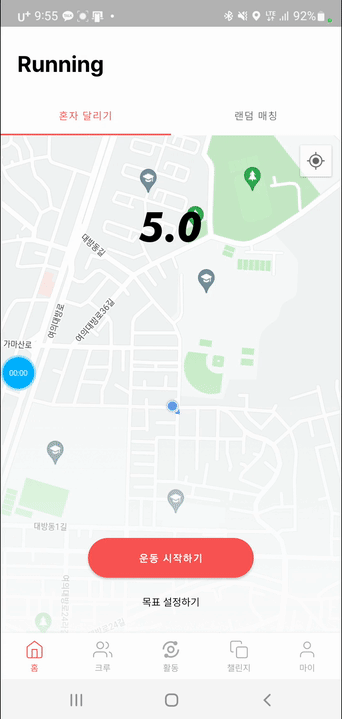 U+ 9:55 LTE 92%
Running
혼자 달리기
랜덤 매칭
5.0
대방동길
여의대방로36길
여의대방로
가마산로
00:00
대방동1길
운동 시작하기
목표 설정하기
홈
크루
활동
챌린지
마이